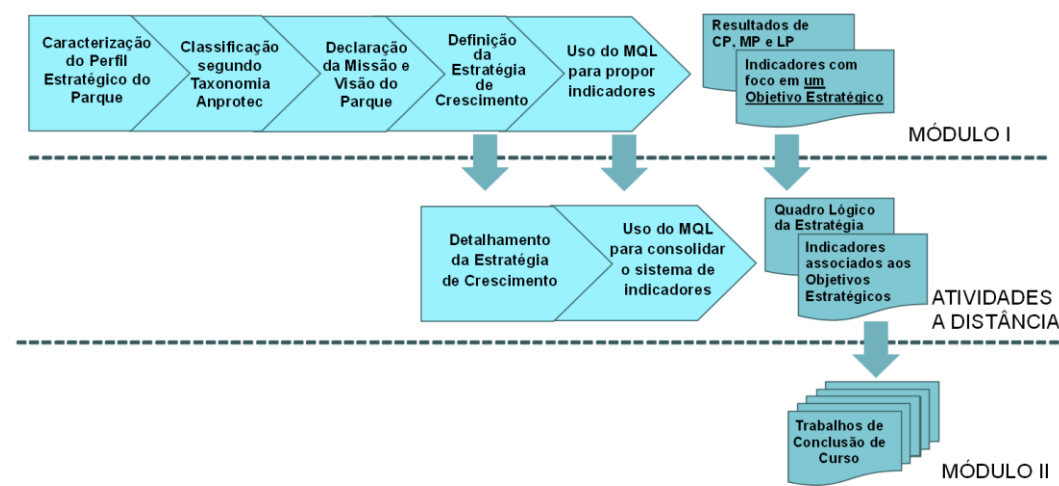 Caracterização
do Perfil
Estratégico do
Parque
Classificação
segundo
Taxonomia
Anprotec
Declaração
da Missão e
Visão do
Parque
Definição
da
Estratégia
de
Crescimento
Uso do MQL
para propor
indicadores
Resultados de
CP, MP e LP
Indicadores com
foco em um
Objetivo Estratégico
MÓDULO I
Detalhamento
da Estratégia
de Crescimento
Uso do MQL
para consolidar
o sistema de
indicadores
Quadro Lógico
da Estratégia
Indicadores
associados aos
Objetivos
Estratégicos
ATIVIDADES
A DISTÂNCIA
Trabalhos de
Conclusão de
Curso
MÓDULO II